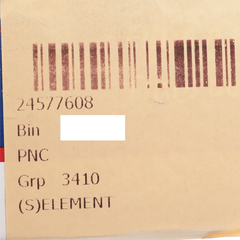 24577608
Bin
PNC
Grp 3410
(S)ELEMENT